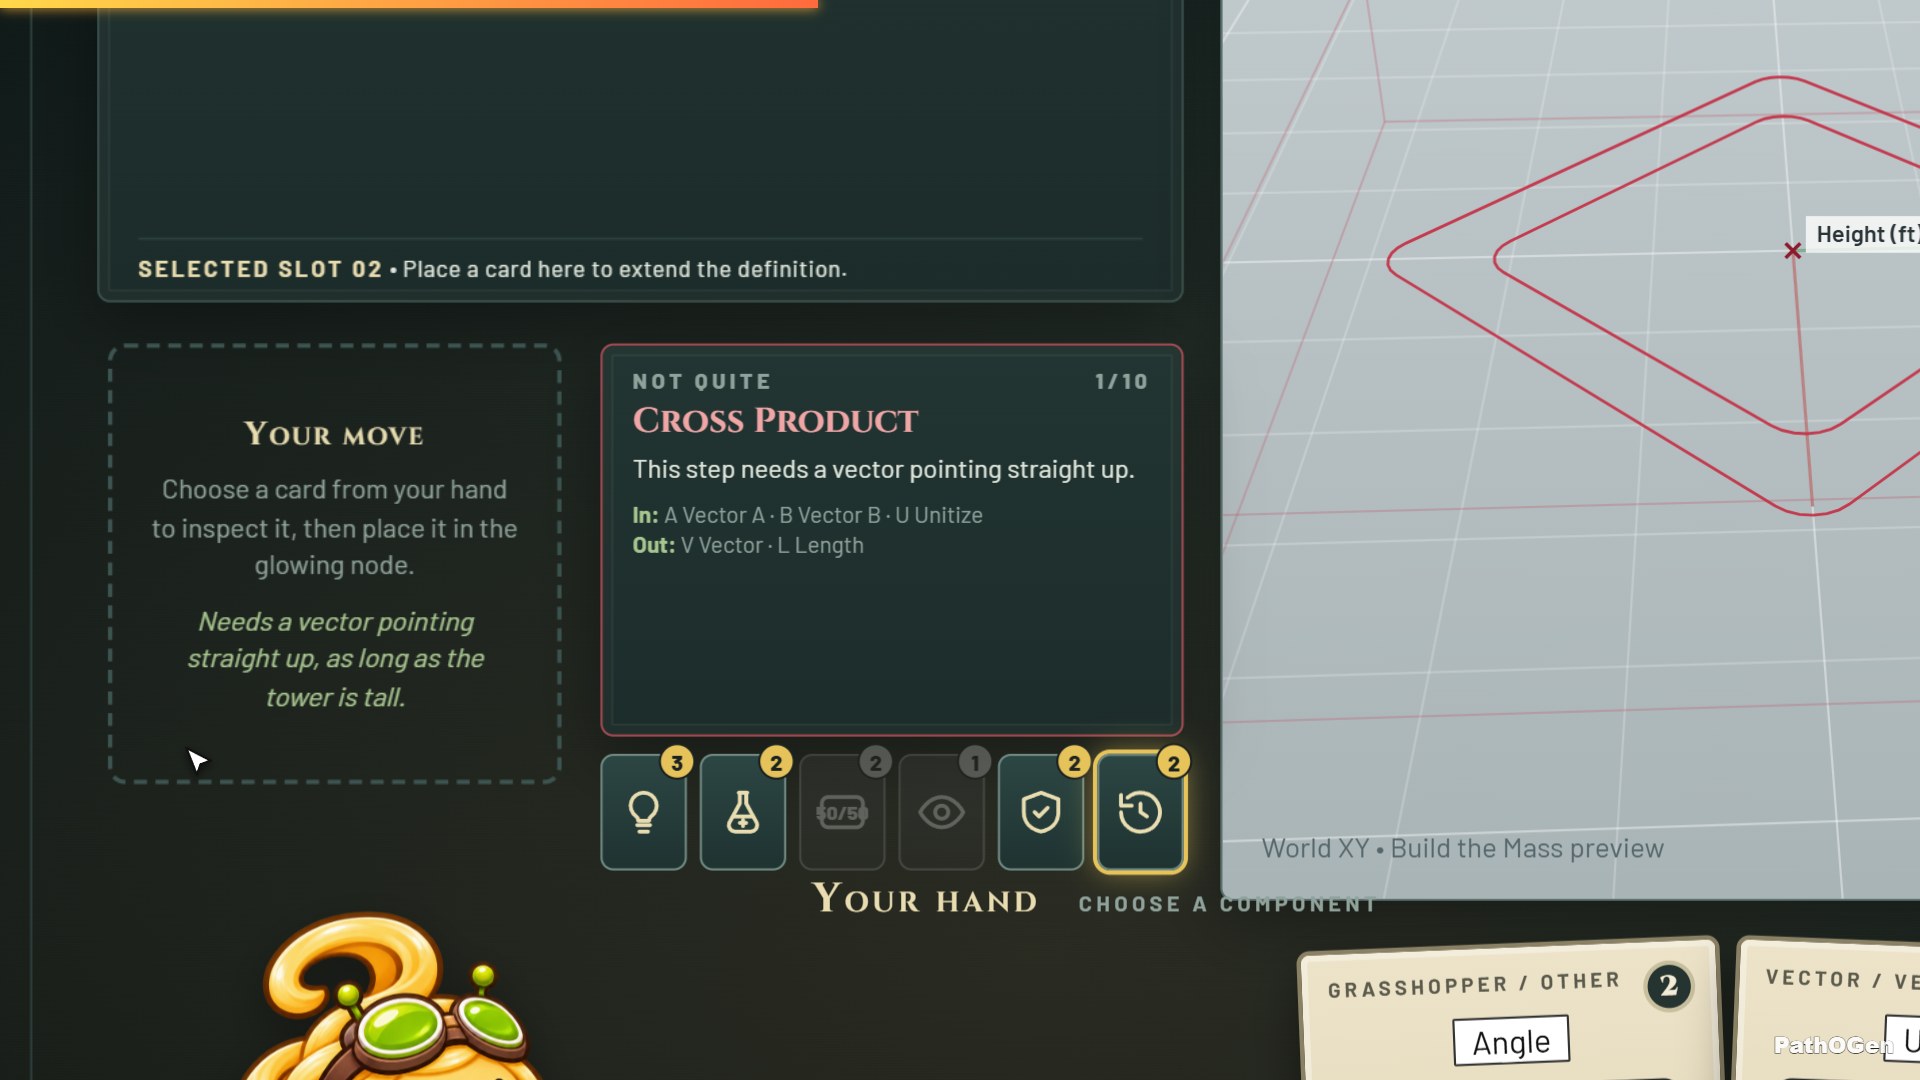 Height (ft)
SELECTED SLOT 02 • Place a card here to extend the definition.
YOUR MOVE
Choose a card from your hand
to inspect it, then place it in the
glowing node.
Needs a vector pointing
straight up, as long as the
tower is tall.
NOT QUITE 1/10
CROSS PRODUCT
This step needs a vector pointing straight up.
In: A Vector A · B Vector B · U Unitize
Out: V Vector · L Length
3 2 2 1 2 2
50/50
World XY • Build the Mass preview
YOUR HAND CHOOSE A COMPONENT
GRASSHOPPER / OTHER 2
Angle
VECTOR / VE
U
PathOGen